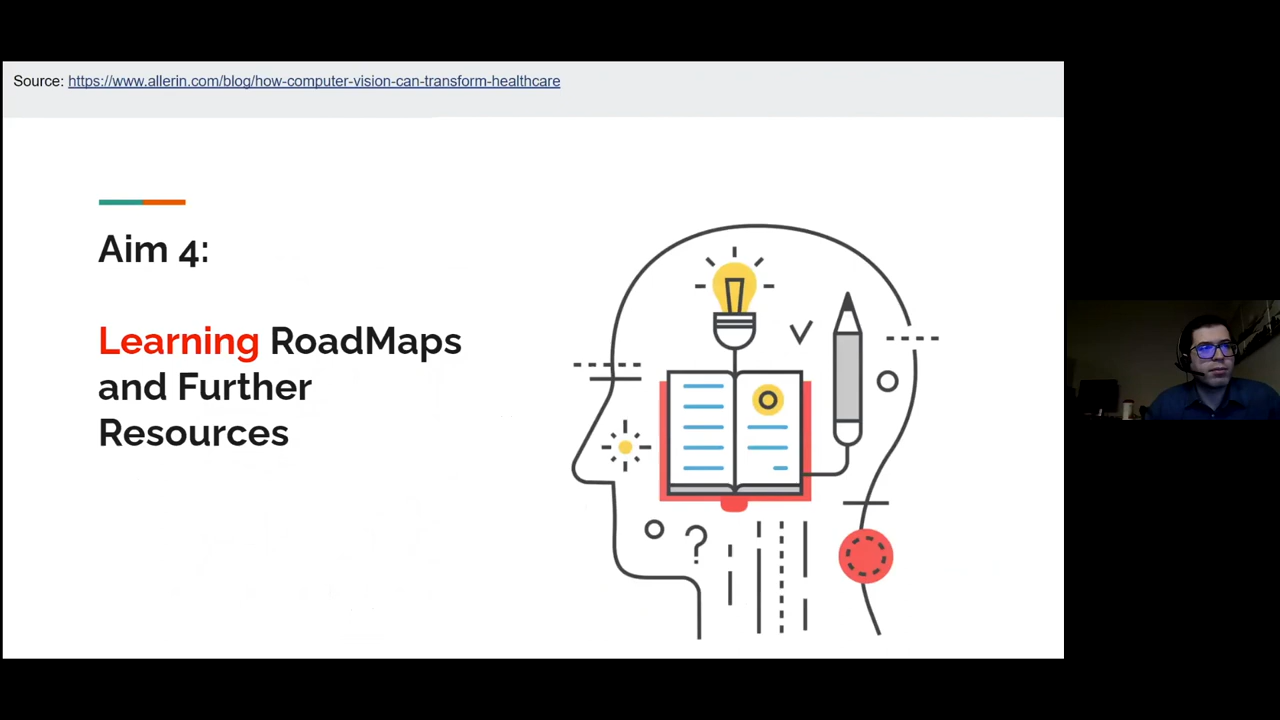 Source: https://www.allerin.com/blog/how-computer-vision-can-transform-healthcare
Aim 4:
Learning RoadMaps
and Further
Resources
?